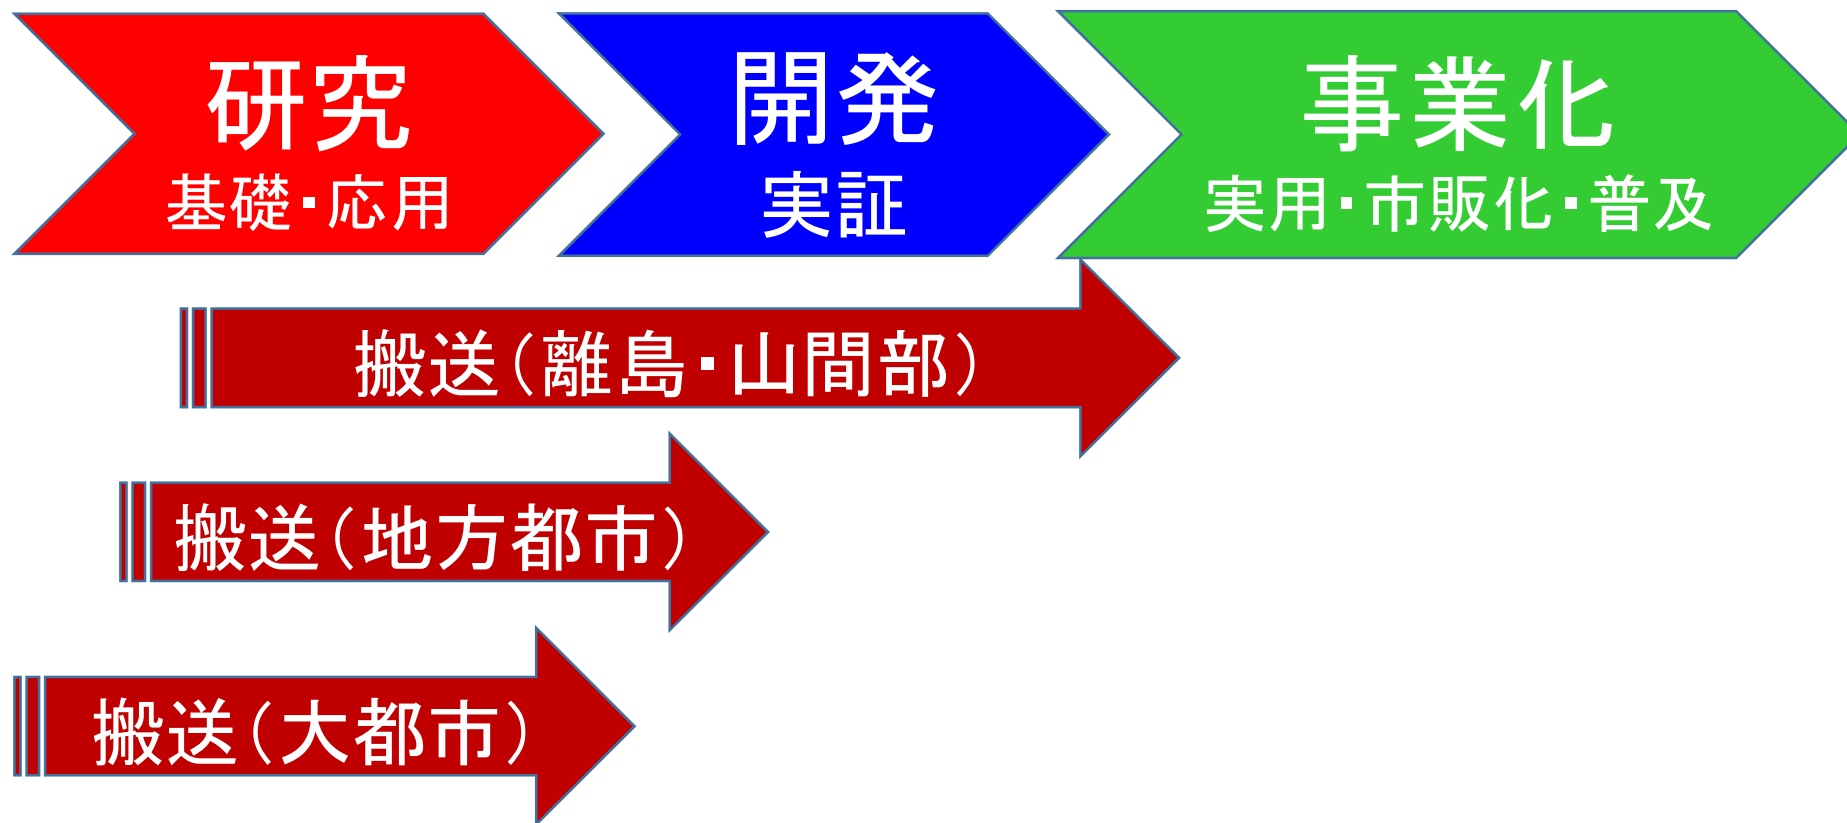 研究
基礎・応用
開発
実証
事業化
実用・市販化・普及
搬送（離島・山間部）
搬送（地方都市）
搬送（大都市）